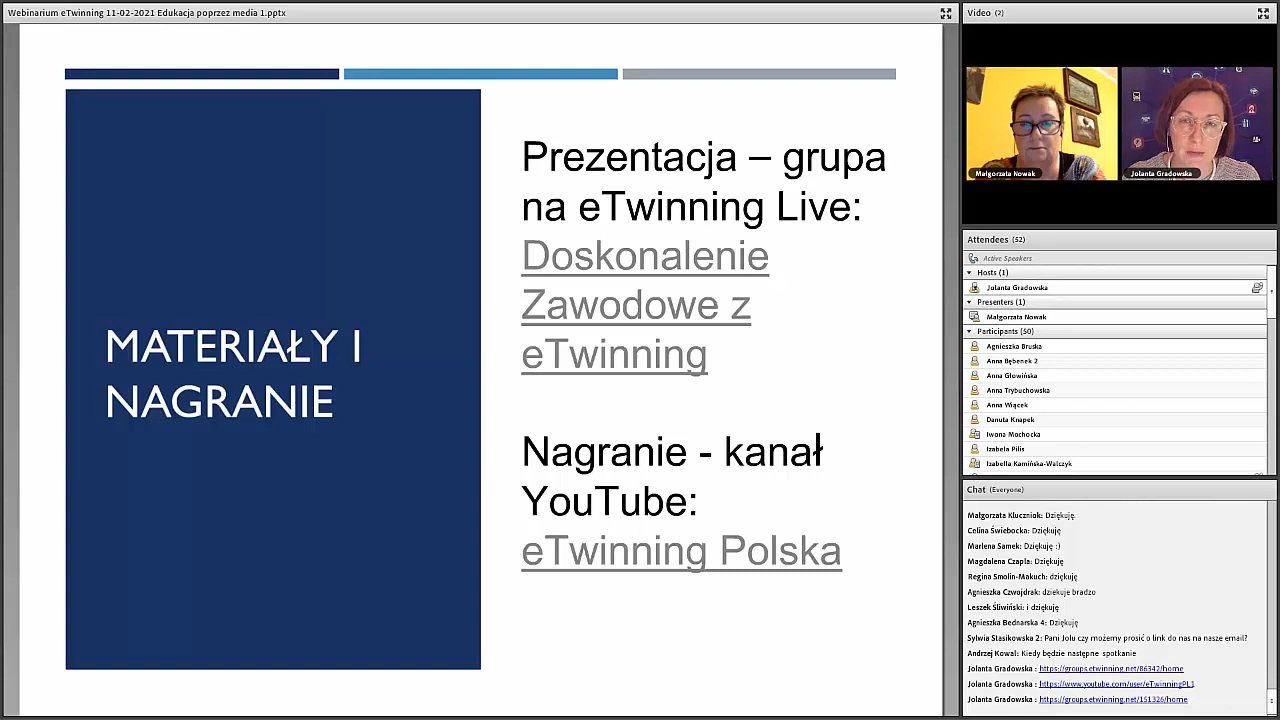 Webinarium eTwinning 11-02-2021 Edukacja poprzez media 1.pptx
MATERIAŁY I
NAGRANIE
Prezentacja – grupa
na eTwinning Live:
Doskonalenie
Zawodowe z
eTwinning
Nagranie - kanał
YouTube:
eTwinning Polska
Video (2)
Małgorzata Nowak
Jolanta Gradowska
Attendees (52)
Active Speakers
Hosts (1)
Jolanta Gradowska
Presenters (1)
Małgorzata Nowak
Participants (50)
Agnieszka Bruska
Anna Bębenek 2
Anna Głowińska
Anna Trybuchowska
Anna Wiącek
Danuta Knapek
Iwona Mochocka
Izabela Pilis
Izabella Kamińska-Walczyk
Chat (Everyone)
Małgorzata Kluczniok: Dziękuję.
Celina Świebocka: Dziękuję
Marlena Samek: Dziękuję :)
Magdalena Czapla: Dziękuję
Regina Smolin-Makuch: dziękuję
Agnieszka Czwojdrak: dziekuje bradzo
Leszek Śliwiński: i dziękuję
Agnieszka Bednarska 4: Dziękuję
Sylwia Stasikowska 2: Pani Jolu czy możemy prosić o link do nas na nasze email?
Andrzej Kowal: Kiedy będzie następne spotkanie
Jolanta Gradowska : https://groups.etwinning.net/86342/home
Jolanta Gradowska : https://www.youtube.com/user/eTwinningPL1
Jolanta Gradowska : https://groups.etwinning.net/151326/home